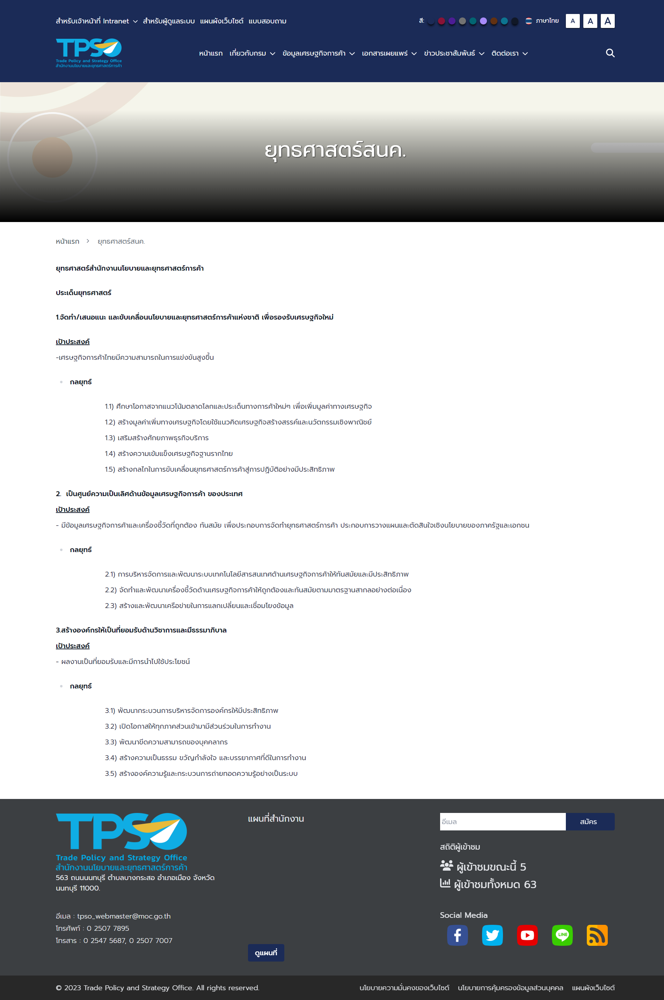 สำหรับเจ้าหน้าที่ Intranet สำหรับผู้ดูแลระบบ แผนผังเว็บไซต์ แบบสอบถาม
สี: ภาษาไทย A A A
TPSO
Trade Policy and Strategy Office
สำนักงานนโยบายและยุทธศาสตร์การค้า
หน้าแรก เกี่ยวกับกรม ข้อมูลเศรษฐกิจการค้า เอกสารเผยแพร่ ข่าวประชาสัมพันธ์ ติดต่อเรา
ยุทธศาสตร์สนค.
หน้าแรก > ยุทธศาสตร์สนค.
ยุทธศาสตร์สำนักงานนโยบายและยุทธศาสตร์การค้า
ประเด็นยุทธศาสตร์
1.จัดทำ/เสนอแนะ และขับเคลื่อนนโยบายและยุทธศาสตร์การค้าแห่งชาติ เพื่อรองรับเศรษฐกิจใหม่
เป้าประสงค์
-เศรษฐกิจการค้าไทยมีความสามารถในการแข่งขันสูงขึ้น
กลยุทธ์
1.1) ศึกษาโอกาสจากแนวโน้มตลาดโลกและประเด็นทางการค้าใหม่ๆ เพื่อเพิ่มมูลค่าทางเศรษฐกิจ
1.2) สร้างมูลค่าเพิ่มทางเศรษฐกิจโดยใช้แนวคิดเศรษฐกิจสร้างสรรค์และนวัตกรรมเชิงพาณิชย์
1.3) เสริมสร้างศักยภาพธุรกิจบริการ
1.4) สร้างความเข้มแข็งเศรษฐกิจฐานรากไทย
1.5) สร้างกลไกในการขับเคลื่อนยุทธศาสตร์การค้าสู่การปฏิบัติอย่างมีประสิทธิภาพ
2. เป็นศูนย์ความเป็นเลิศด้านข้อมูลเศรษฐกิจการค้า ของประเทศ
เป้าประสงค์
- มีข้อมูลเศรษฐกิจการค้าและเครื่องชี้วัดที่ถูกต้อง ทันสมัย เพื่อประกอบการจัดทำยุทธศาสตร์การค้า ประกอบการวางแผนและตัดสินใจเชิงนโยบายของภาครัฐและเอกชน
กลยุทธ์
2.1) การบริหารจัดการและพัฒนาระบบเทคโนโลยีสารสนเทศด้านเศรษฐกิจการค้าให้ทันสมัยและมีประสิทธิภาพ
2.2) จัดทำและพัฒนาเครื่องชี้วัดด้านเศรษฐกิจการค้าให้ถูกต้องและทันสมัยตามมาตรฐานสากลอย่างต่อเนื่อง
2.3) สร้างและพัฒนาเครือข่ายในการแลกเปลี่ยนและเชื่อมโยงข้อมูล
3.สร้างองค์กรให้เป็นที่ยอมรับด้านวิชาการและมีธรรมาภิบาล
เป้าประสงค์
- ผลงานเป็นที่ยอมรับและมีการนำไปใช้ประโยชน์
กลยุทธ์
3.1) พัฒนากระบวนการบริหารจัดการองค์กรให้มีประสิทธิภาพ
3.2) เปิดโอกาสให้ทุกภาคส่วนเข้ามามีส่วนร่วมในการทำงาน
3.3) พัฒนาขีดความสามารถของบุคคลากร
3.4) สร้างความเป็นธรรม ขวัญกำลังใจ และบรรยากาศที่ดีในการทำงาน
3.5) สร้างองค์ความรู้และกระบวนการถ่ายทอดความรู้อย่างเป็นระบบ
TPSO
Trade Policy and Strategy Office
สำนักงานนโยบายและยุทธศาสตร์การค้า
563 ถนนนนทบุรี ตำบลบางกระสอ อำเภอเมือง จังหวัด
นนทบุรี 11000.
อีเมล : tpso_webmaster@moc.go.th
โทรศัพท์ : 0 2507 7895
โทรสาร : 0 2547 5687, 0 2507 7007
แผนที่สำนักงาน
ดูแผนที่
อีเมล สมัคร
สถิติผู้เข้าชม
ผู้เข้าชมขณะนี้ 5
ผู้เข้าชมทั้งหมด 63
Social Media
LINE
© 2023 Trade Policy and Strategy Office. All rights reserved.
นโยบายความมั่นคงของเว็บไซต์ นโยบายการคุ้มครองข้อมูลส่วนบุคคล แผนผังเว็บไซต์